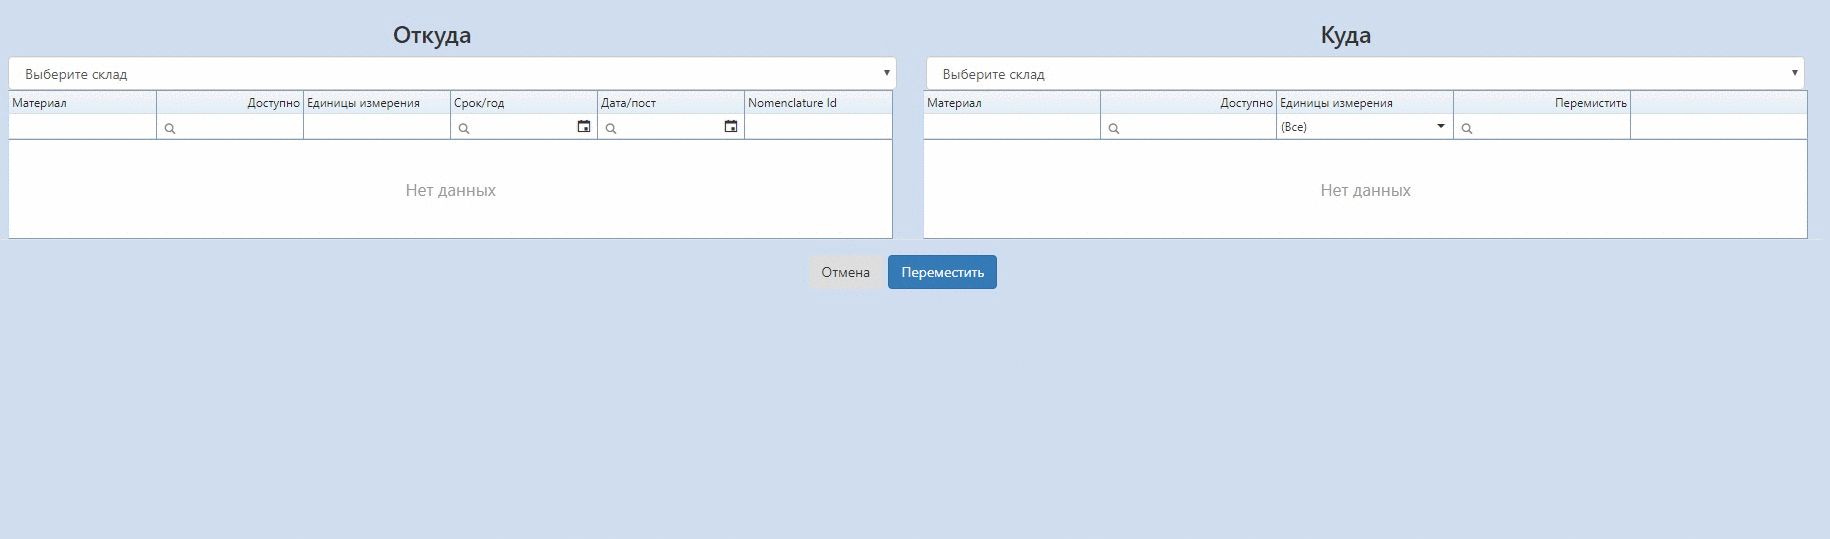 Откуда
Куда
Выберите склад
Выберите склад
Материал Доступно Единицы измерения Срок/год Дата/пост Nomenclature Id
Материал Доступно Единицы измерения Перемистить
(Все)
Нет данных
Нет данных
Отмена Переместить